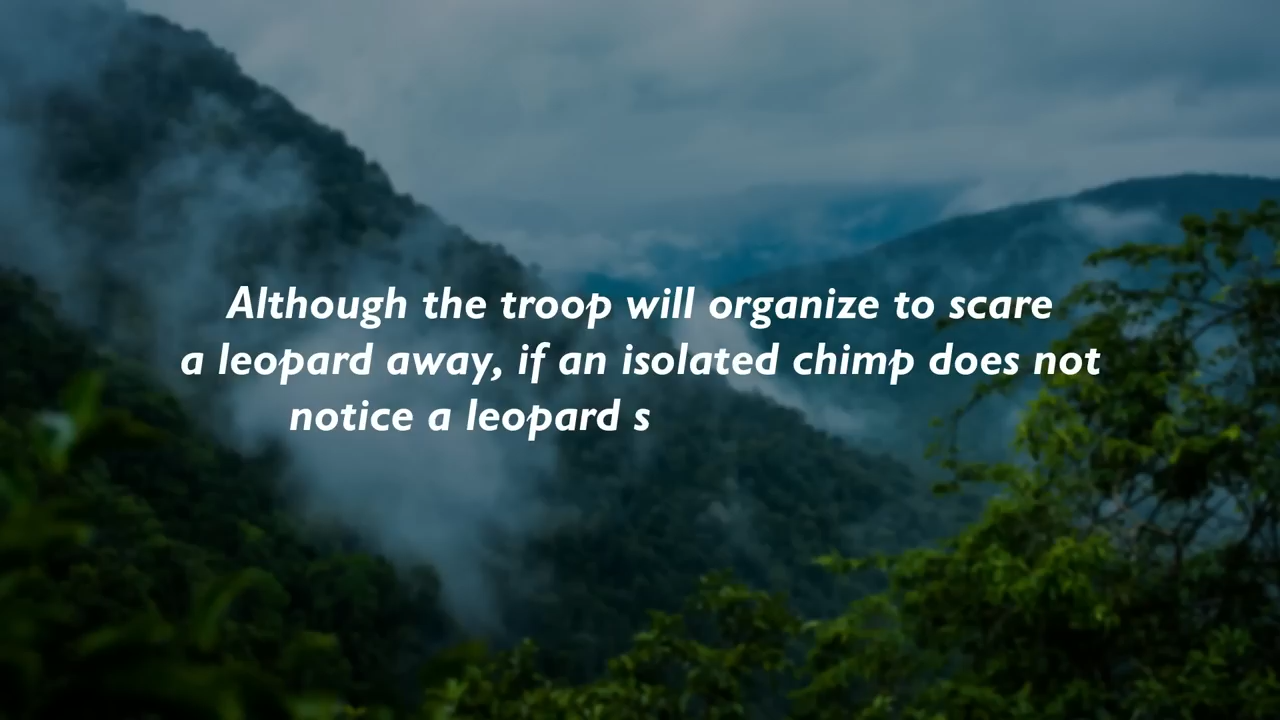 Although the troop will organize to scare
a leopard away, if an isolated chimp does not
notice a leopard s